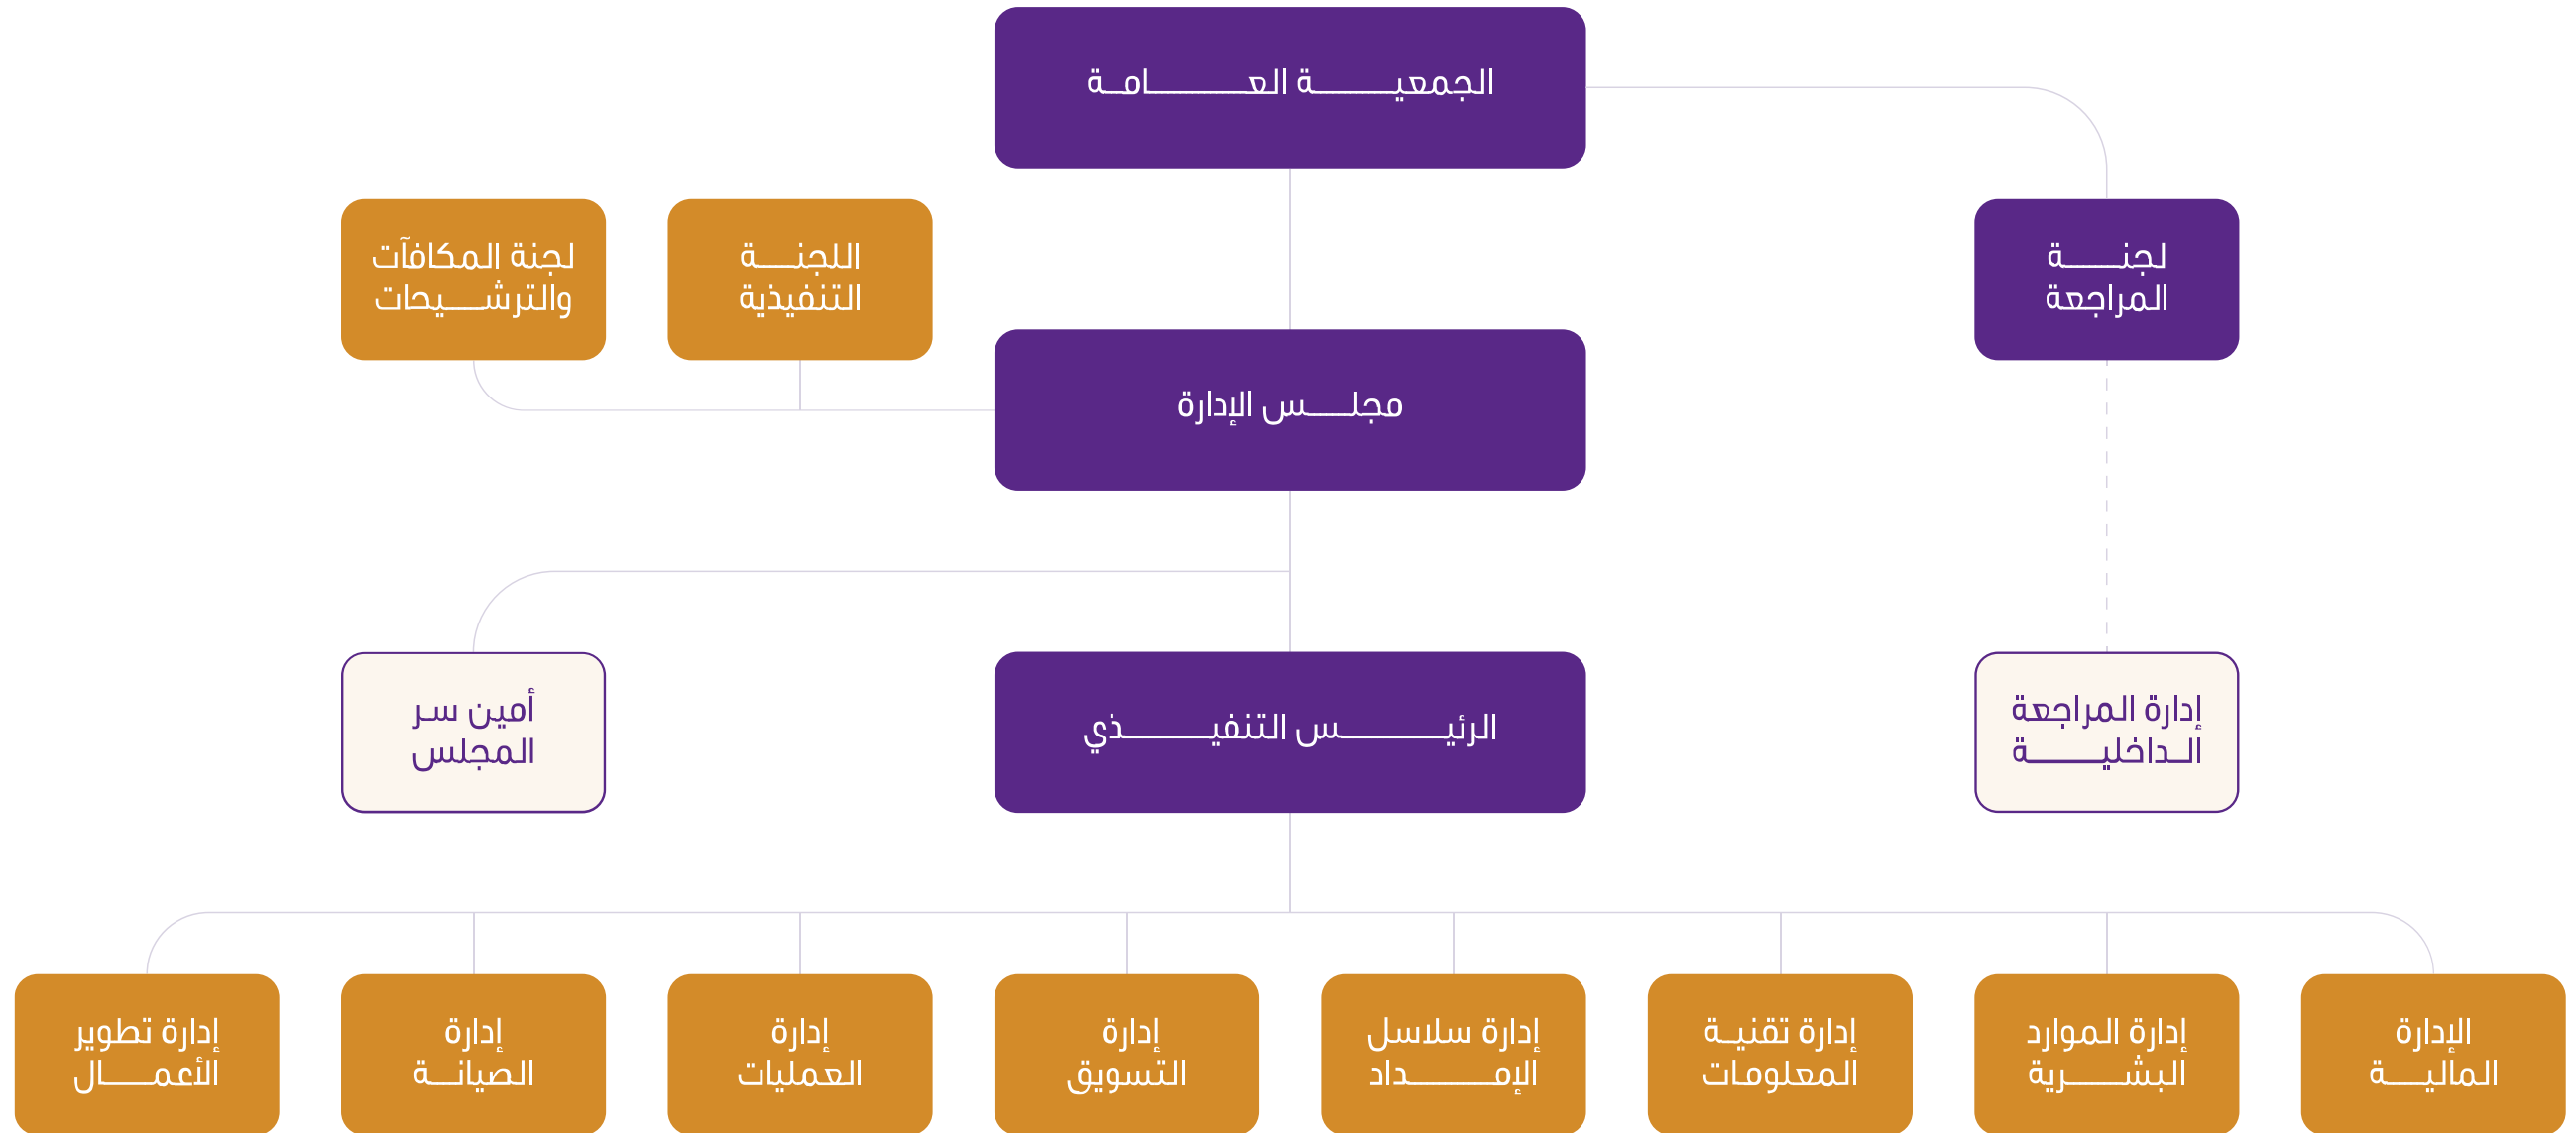 الجمعية العامة
لجنة
المراجعة
اللجنة
التنفيذية
لجنة المكافآت
والترشيحات
مجلس الإدارة
إدارة المراجعة
الداخلية
الرئيس التنفيذي
أمين سر
المجلس
الإدارة
المالية
إدارة الموارد
البشرية
إدارة تقنية
المعلومات
إدارة سلاسل
الإمداد
إدارة
التسويق
إدارة
العمليات
إدارة
الصيانة
إدارة تطوير
الأعمال